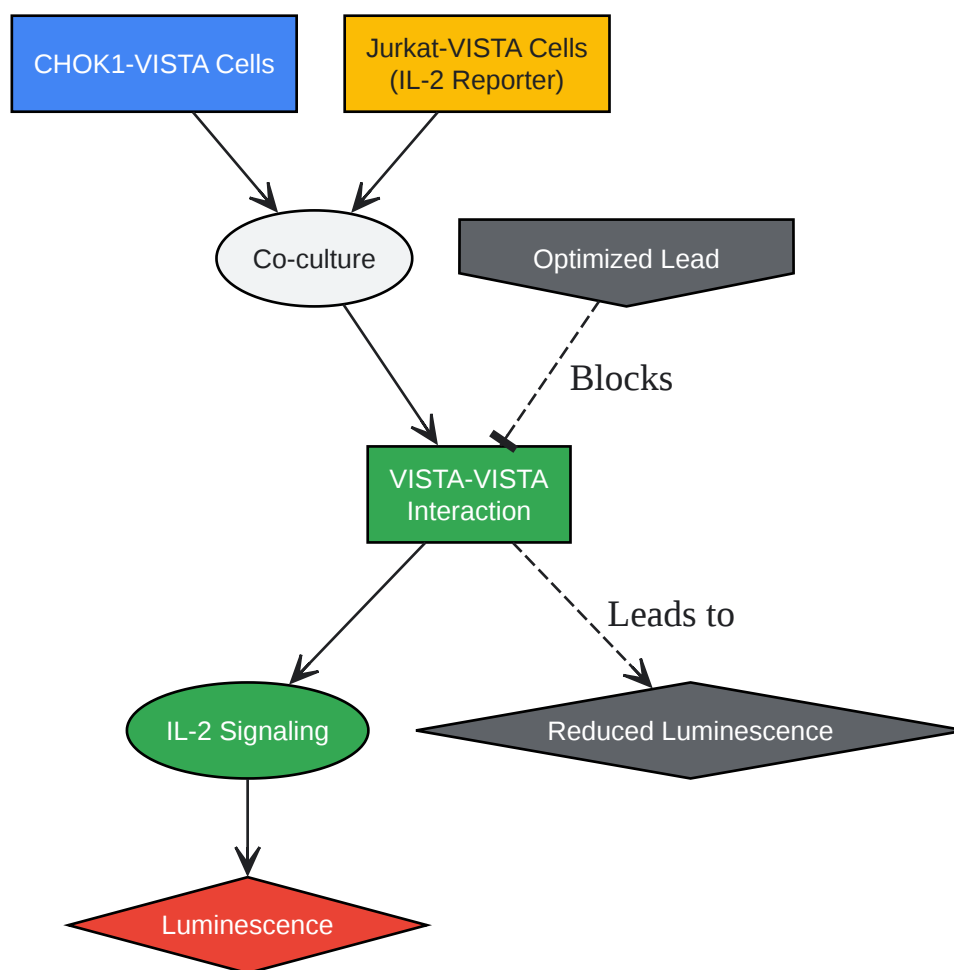 CHOK1-VISTA Cells
Jurkat-VISTA Cells
(IL-2 Reporter)
Co-culture
Optimized Lead
Blocks
VISTA-VISTA
Interaction
Leads to
IL-2 Signaling
Reduced Luminescence
Luminescence